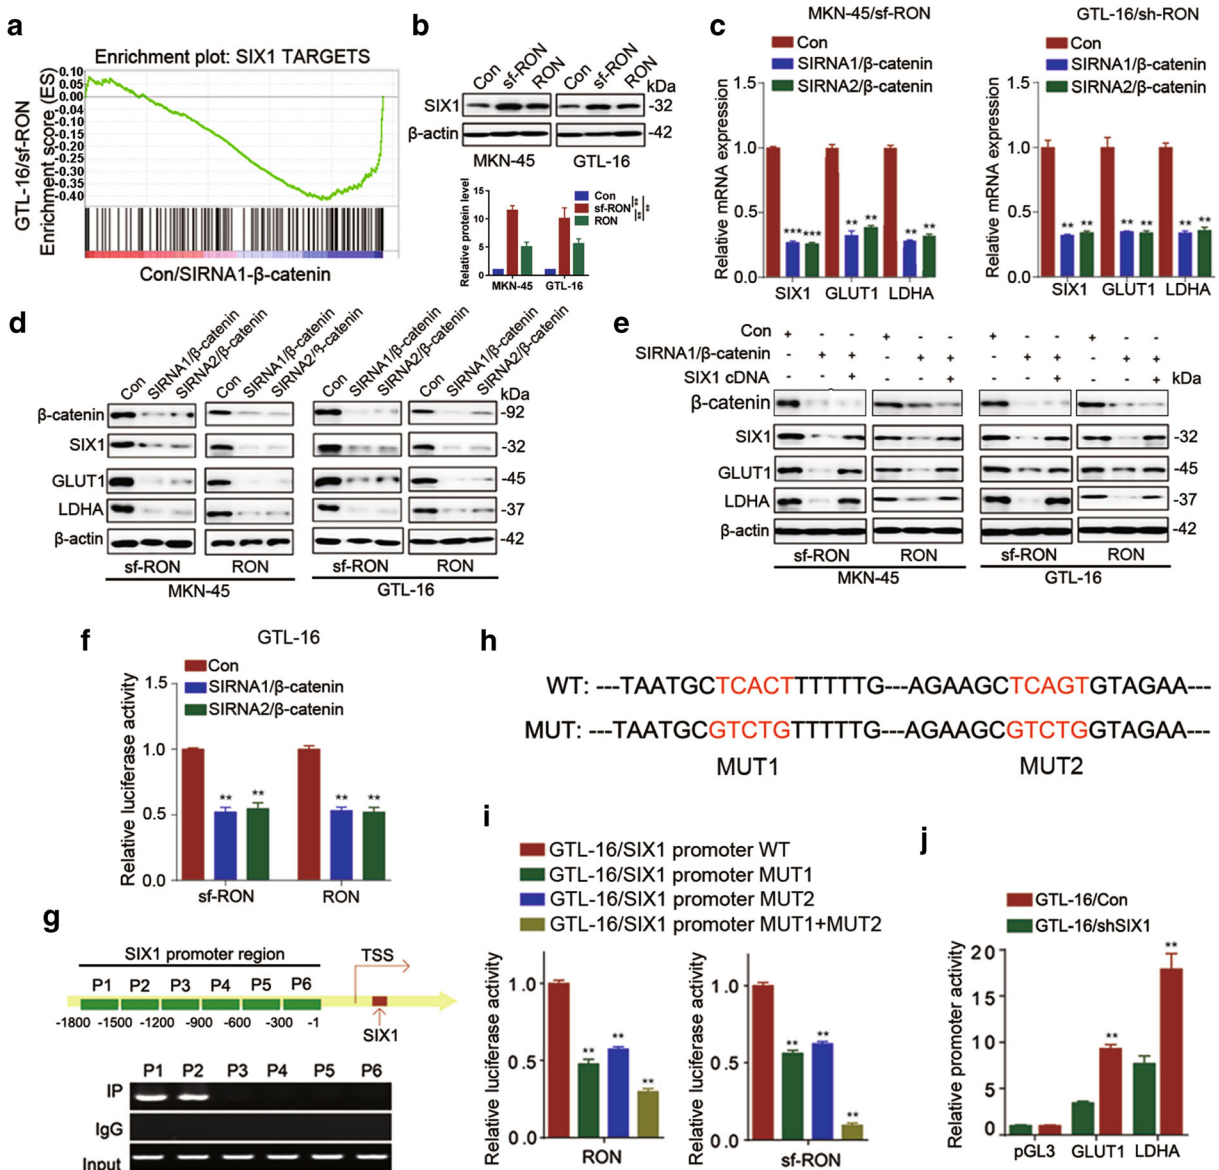 a
Enrichment plot: SIX1 TARGETS
GTL-16/sf-RON
Enrichment score (ES)
0.10
0.05
0.00
-0.04
-0.10
-0.15
-0.20
-0.25
-0.30
-0.35
-0.40
Con/SIRNA1-β-catenin
b
Con sf-RON RON Con sf-RON RON kDa
SIX1 -32
β-actin -42
MKN-45 GTL-16
Relative protein level
15
10
5
0
Con
sf-RON ** **
RON ** **
MKN-45 GTL-16
c
MKN-45/sf-RON
Con
SIRNA1/β-catenin
SIRNA2/β-catenin
Relative mRNA expression
1.5
1.0
0.5
0.0
*** *** ** ** ** **
SIX1 GLUT1 LDHA
GTL-16/sh-RON
Con
SIRNA1/β-catenin
SIRNA2/β-catenin
Relative mRNA expression
1.5
1.0
0.5
0.0
** ** ** ** ** **
SIX1 GLUT1 LDHA
d
Con SIRNA1/β-catenin SIRNA2/β-catenin Con SIRNA1/β-catenin SIRNA2/β-catenin Con SIRNA1/β-catenin SIRNA2/β-catenin Con SIRNA1/β-catenin SIRNA2/β-catenin
kDa
β-catenin -92
SIX1 -32
GLUT1 -45
LDHA -37
β-actin -42
sf-RON RON sf-RON RON
MKN-45 GTL-16
e
Con + - - + - - + - - + - -
SIRNA1/β-catenin - + + - + + - + + - + +
SIX1 cDNA - - + - - + - - + - - + kDa
β-catenin
SIX1 -32
GLUT1 -45
LDHA -37
β-actin -42
sf-RON RON sf-RON RON
MKN-45 GTL-16
f
GTL-16
Con
SIRNA1/β-catenin
SIRNA2/β-catenin
Relative luciferase activity
1.5
1.0
0.5
0.0
** ** ** **
sf-RON RON
g
SIX1 promoter region TSS
P1 P2 P3 P4 P5 P6
-1800 -1500 -1200 -900 -600 -300 -1
SIX1
P1 P2 P3 P4 P5 P6
IP
IgG
Input
h
WT: ---TAATGCTCACTTTTTTG---AGAAGCTCAGTGTAGAA---
MUT: ---TAATGCGTCTGTTTTTG---AGAAGCGTCTGGTAGAA---
MUT1 MUT2
i
GTL-16/SIX1 promoter WT
GTL-16/SIX1 promoter MUT1
GTL-16/SIX1 promoter MUT2
GTL-16/SIX1 promoter MUT1+MUT2
Relative luciferase activity
1.0
0.5
0.0
** ** **
RON
Relative luciferase activity
1.0
0.5
0.0
** ** **
sf-RON
j
GTL-16/Con
GTL-16/shSIX1
Relative promoter activity
20
15
10
5
0
** **
pGL3 GLUT1 LDHA